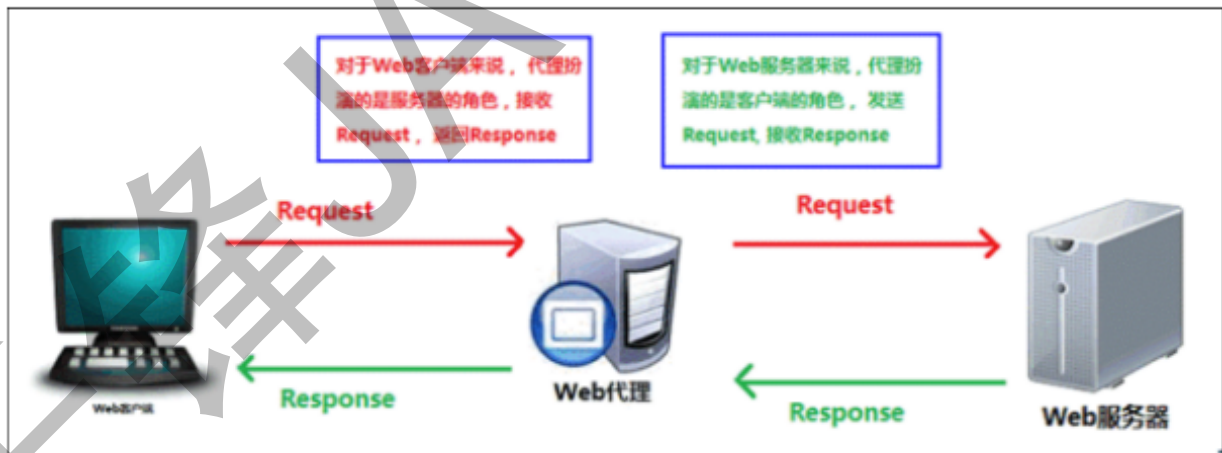 对于Web客户端来说，代理扮
演的是服务器的角色，接收
Request， 返回Response
对于Web服务器来说，代理扮
演的是客户端的角色， 发送
Request, 接收Response
Request
Request
Response
Response
Web客户端
Web代理
Web服务器
锋JA